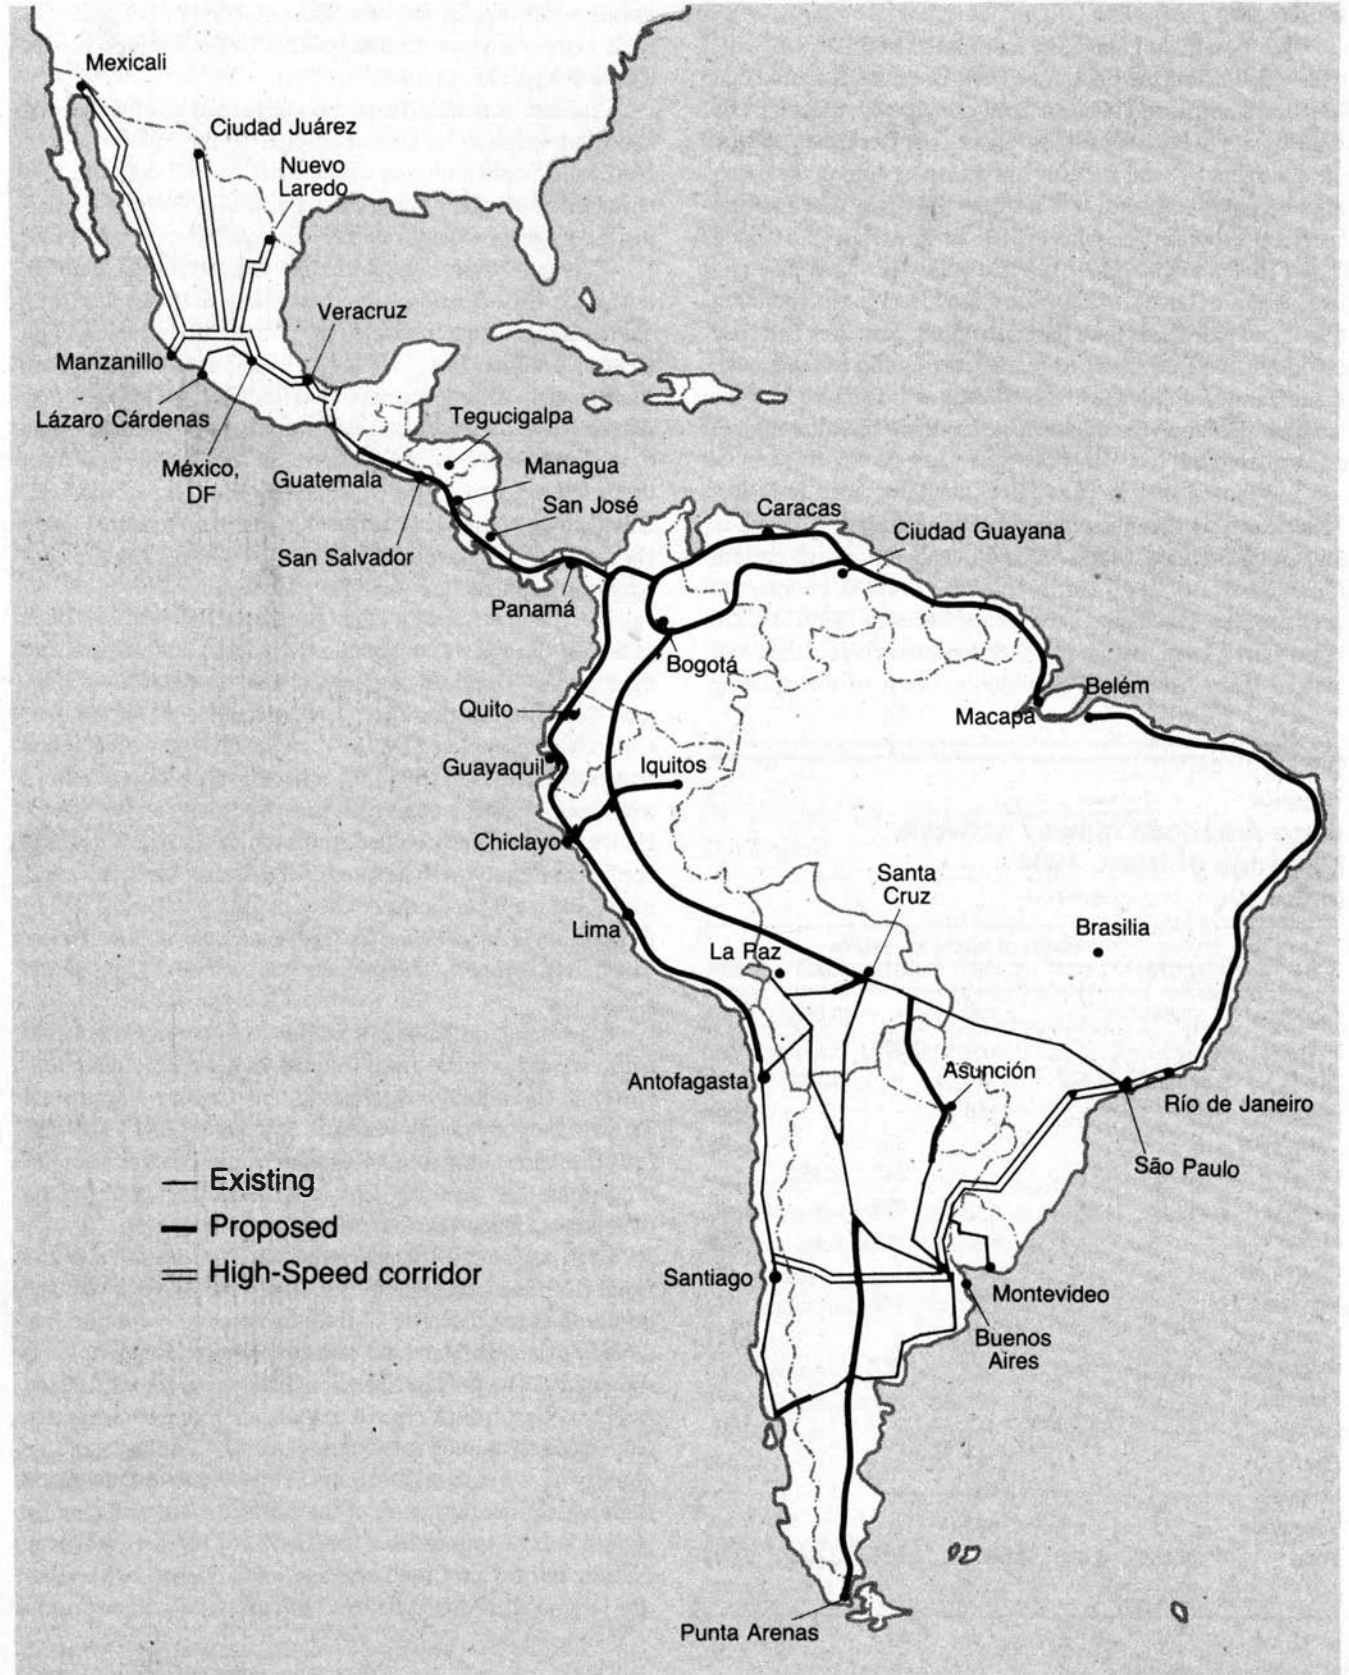 Mexicali
Ciudad Juárez
Nuevo
Laredo
Veracruz
Manzanillo
Lázaro Cárdenas
México,
DF
Tegucigalpa
Guatemala
Managua
San José
San Salvador
Panamá
Caracas
Ciudad Guayana
Bogotá
Quito
Guayaquil
Iquitos
Chiclayo
Macapá
Belém
Lima
Santa
Cruz
La Paz
Brasilia
Antofagasta
Asunción
Río de Janeiro
São Paulo
Existing
Proposed
High-Speed corridor
Santiago
Montevideo
Buenos
Aires
Punta Arenas